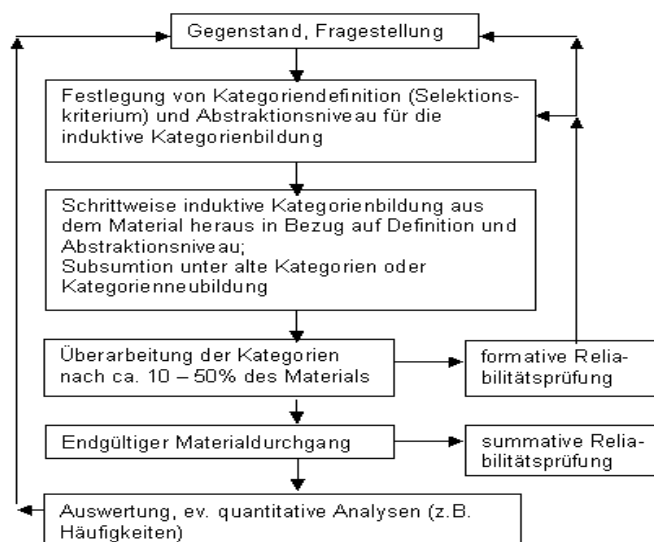 Gegenstand, Fragestellung
Festlegung von Kategoriendefinition (Selektions-
kriterium) und Abstraktionsniveau für die
induktive Kategorienbildung
Schrittweise induktive Kategorienbildung aus
dem Material heraus in Bezug auf Definition und
Abstraktionsniveau;
Subsumtion unter alte Kategorien oder
Kategorienneubildung
Überarbeitung der Kategorien
nach ca. 10 – 50% des Materials
formative Relia-
bilitätsprüfung
Endgültiger Materialdurchgang
summative Relia-
bilitätsprüfung
Auswertung, ev. quantitative Analysen (z.B.
Häufigkeiten)